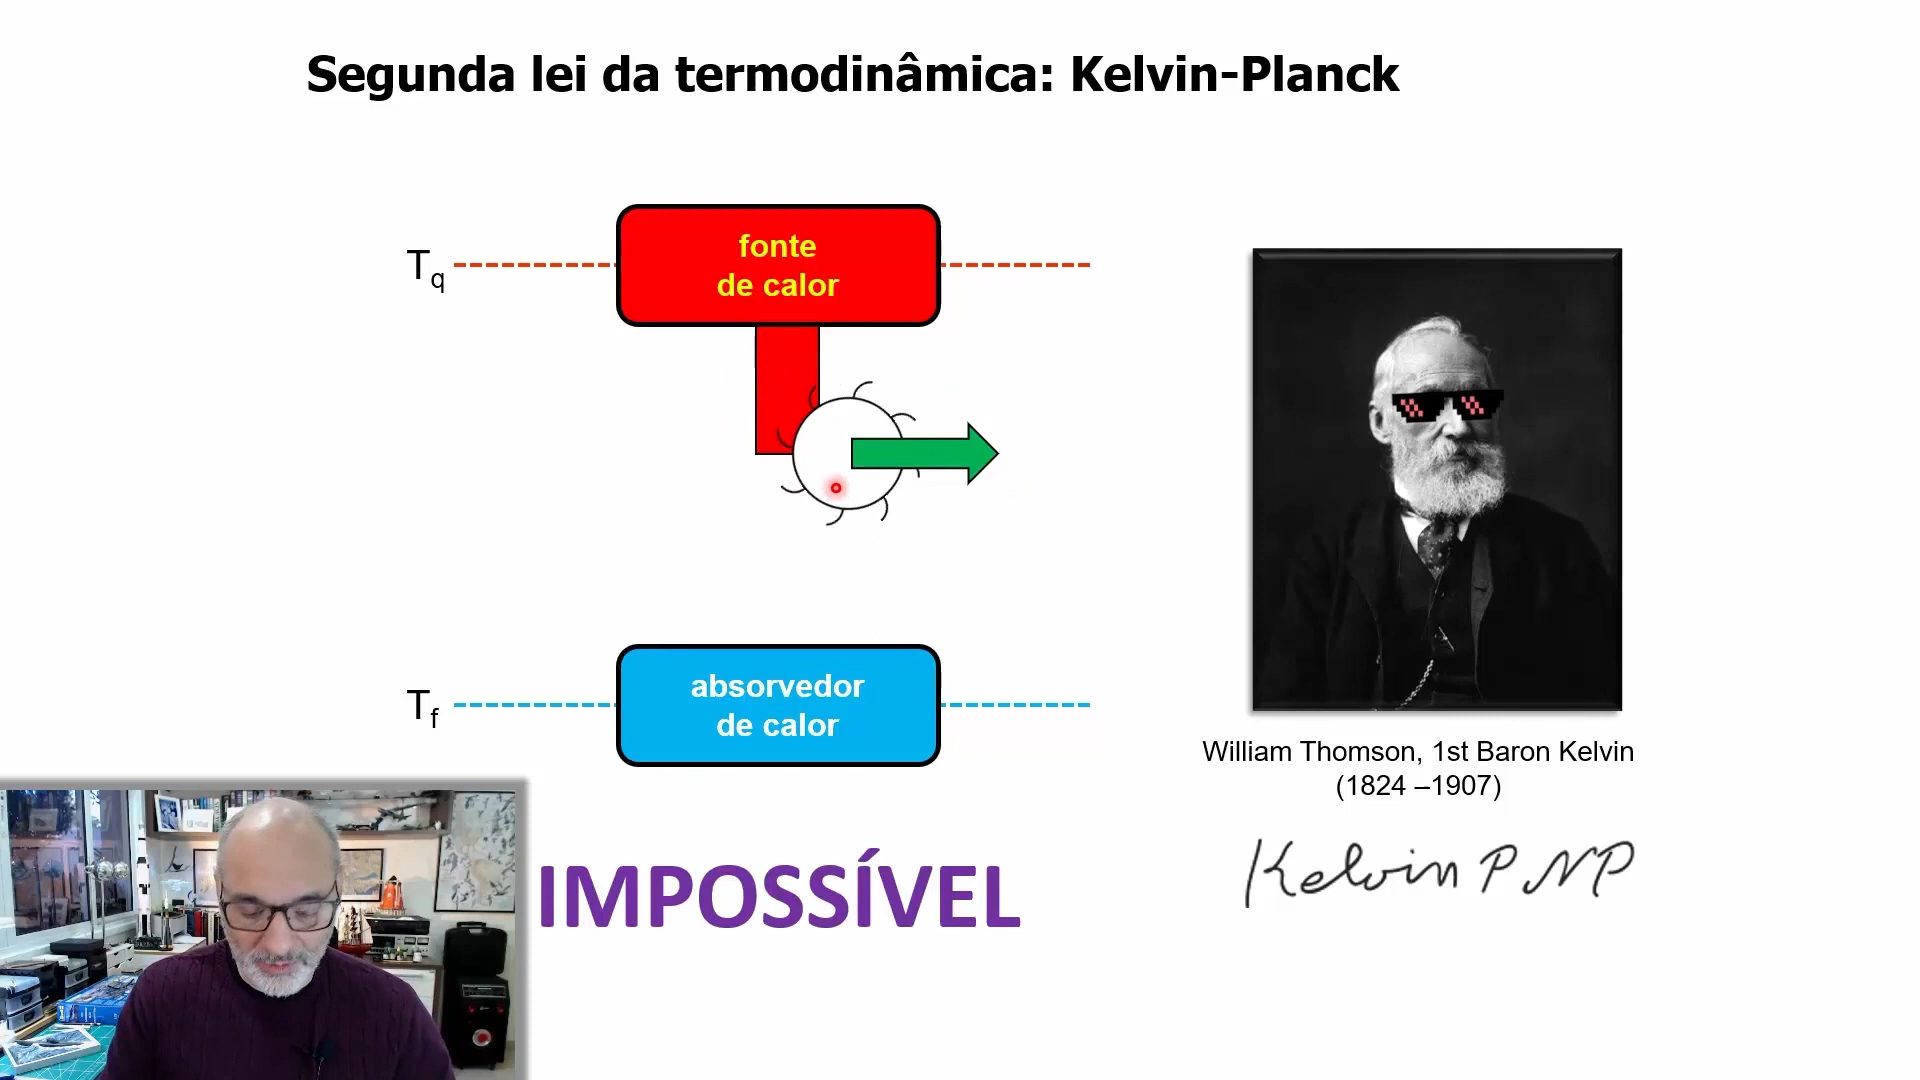 Segunda lei da termodinâmica: Kelvin-Planck
Tq
fonte
de calor
Tf
absorvedor
de calor
William Thomson, 1st Baron Kelvin
(1824 –1907)
Kelvin PNP
IMPOSSÍVEL